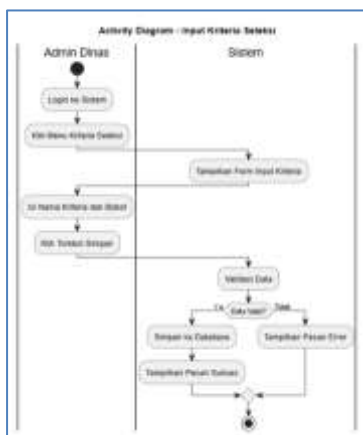 Activity Diagram - Input Kriteria Seleksi
Admin Dinas
Sistem
Login ke Sistem
Klik Menu Kriteria Seleksi
Tampilkan Form Input Kriteria
Isi Nama Kriteria dan Bobot
Klik Tombol Simpan
Validasi Data
Ya
Data Valid?
Tidak
Simpan ke Database
Tampilkan Pesan Error
Tampilkan Pesan Sukses